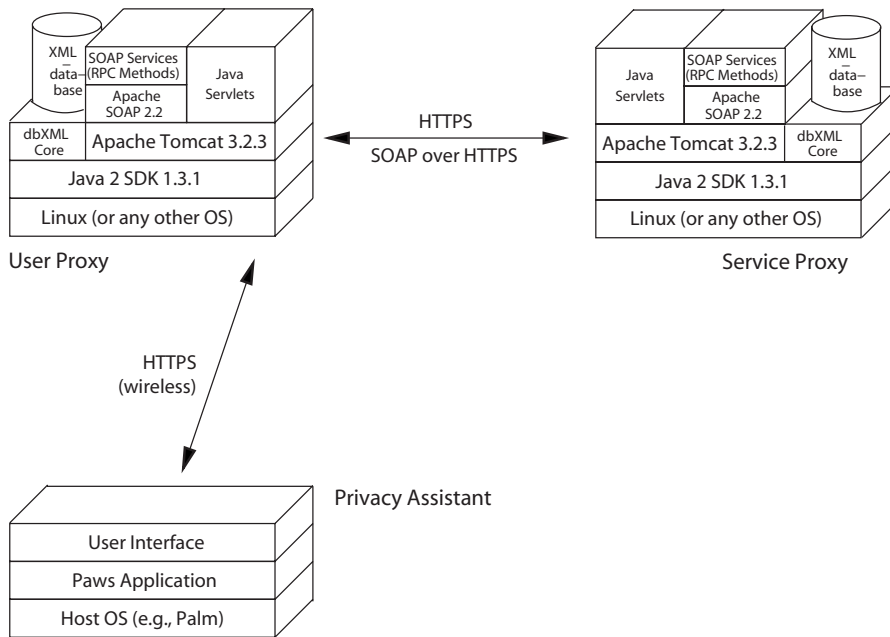 XML
–
data–
base
SOAP Services
(RPC Methods)
Java
Servlets
Apache
SOAP 2.2
dbXML
Core
Apache Tomcat 3.2.3
Java 2 SDK 1.3.1
Linux (or any other OS)
User Proxy
HTTPS
SOAP over HTTPS
Java
Servlets
SOAP Services
(RPC Methods)
Apache
SOAP 2.2
XML
–
data–
base
Apache Tomcat 3.2.3
dbXML
Core
Java 2 SDK 1.3.1
Linux (or any other OS)
Service Proxy
HTTPS
(wireless)
Privacy Assistant
User Interface
Paws Application
Host OS (e.g., Palm)